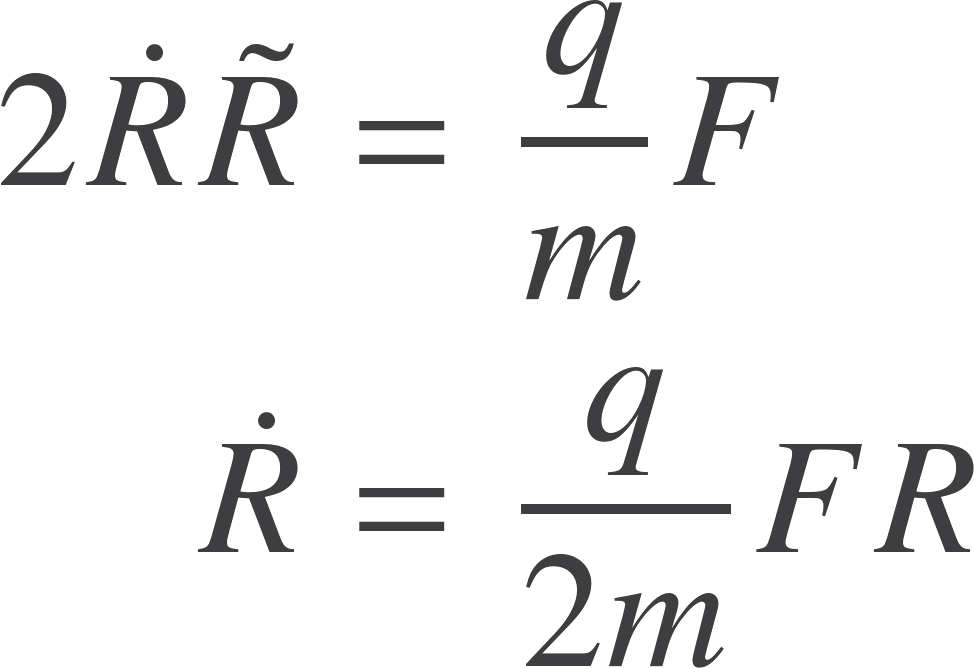 2ṘR̃ = q/m F
Ṙ = q/2m FR